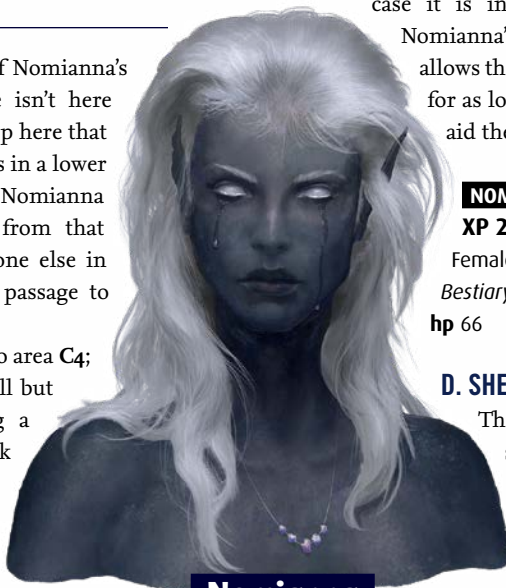 f Nomianna's
isn't here
p here that
s in a lower
Nomianna
from that
one else in
passage to
o area C4;
ll but
g a
k
case it is in
Nomianna'
allows th
for as lo
aid the
NOM
XP 2
Female
Bestiary
hp 66
D. SHE
Th